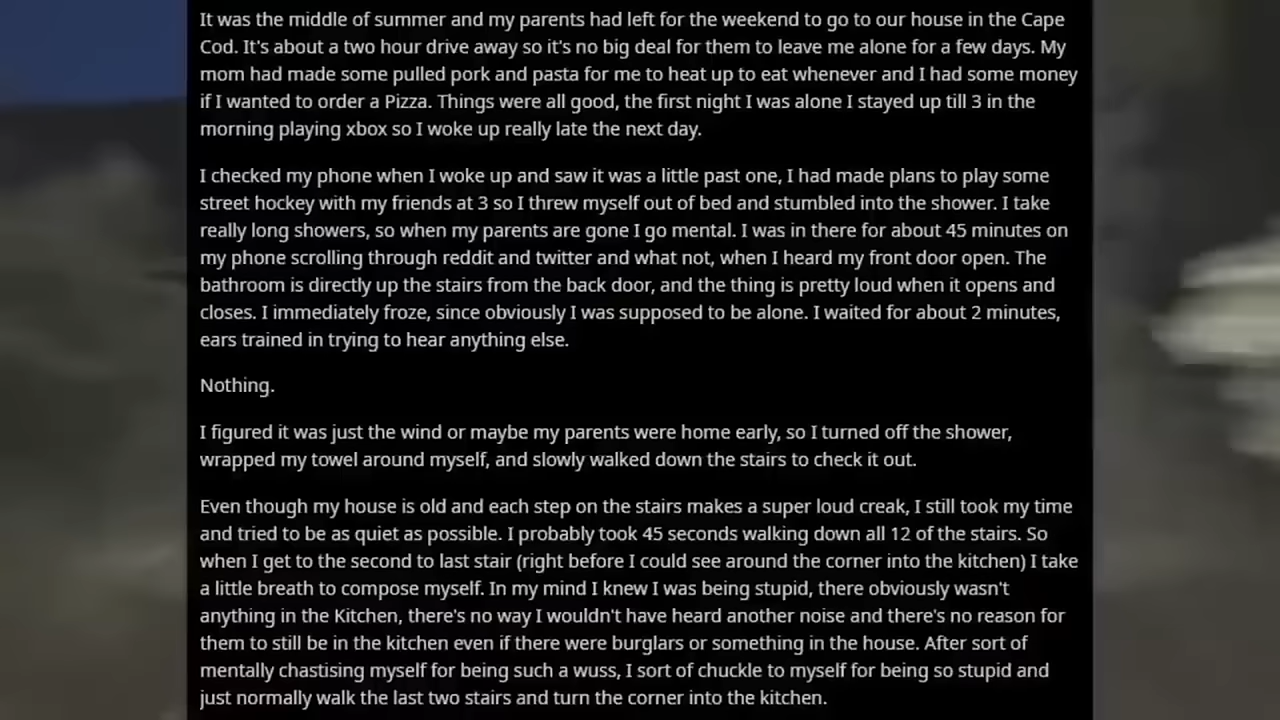 It was the middle of summer and my parents had left for the weekend to go to our house in the Cape
Cod. It's about a two hour drive away so it's no big deal for them to leave me alone for a few days. My
mom had made some pulled pork and pasta for me to heat up to eat whenever and I had some money
if I wanted to order a Pizza. Things were all good, the first night I was alone I stayed up till 3 in the
morning playing xbox so I woke up really late the next day.
I checked my phone when I woke up and saw it was a little past one, I had made plans to play some
street hockey with my friends at 3 so I threw myself out of bed and stumbled into the shower. I take
really long showers, so when my parents are gone I go mental. I was in there for about 45 minutes on
my phone scrolling through reddit and twitter and what not, when I heard my front door open. The
bathroom is directly up the stairs from the back door, and the thing is pretty loud when it opens and
closes. I immediately froze, since obviously I was supposed to be alone. I waited for about 2 minutes,
ears trained in trying to hear anything else.
Nothing.
I figured it was just the wind or maybe my parents were home early, so I turned off the shower,
wrapped my towel around myself, and slowly walked down the stairs to check it out.
Even though my house is old and each step on the stairs makes a super loud creak, I still took my time
and tried to be as quiet as possible. I probably took 45 seconds walking down all 12 of the stairs. So
when I get to the second to last stair (right before I could see around the corner into the kitchen) I take
a little breath to compose myself. In my mind I knew I was being stupid, there obviously wasn't
anything in the Kitchen, there's no way I wouldn't have heard another noise and there's no reason for
them to still be in the kitchen even if there were burglars or something in the house. After sort of
mentally chastising myself for being such a wuss, I sort of chuckle to myself for being so stupid and
just normally walk the last two stairs and turn the corner into the kitchen.